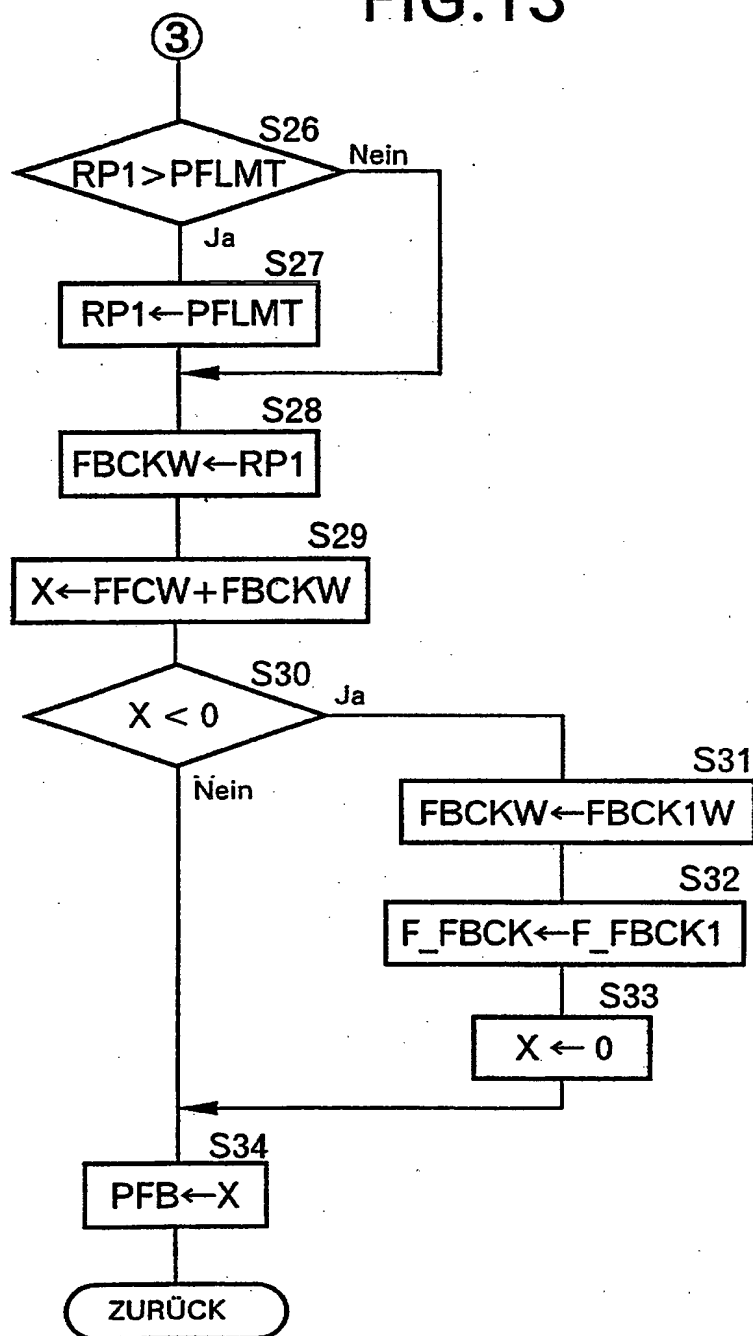 FIG. 13
3
S26
RP1>PFLMT
Nein
Ja
S27
RP1←PFLMT
S28
FBCKW←RP1
S29
X←FFCW+FBCKW
S30
X < 0
Ja
Nein
S31
FBCKW←FBCK1W
S32
F_FBCK←F_FBCK1
S33
X ← 0
S34
PFB←X
ZURÜCK